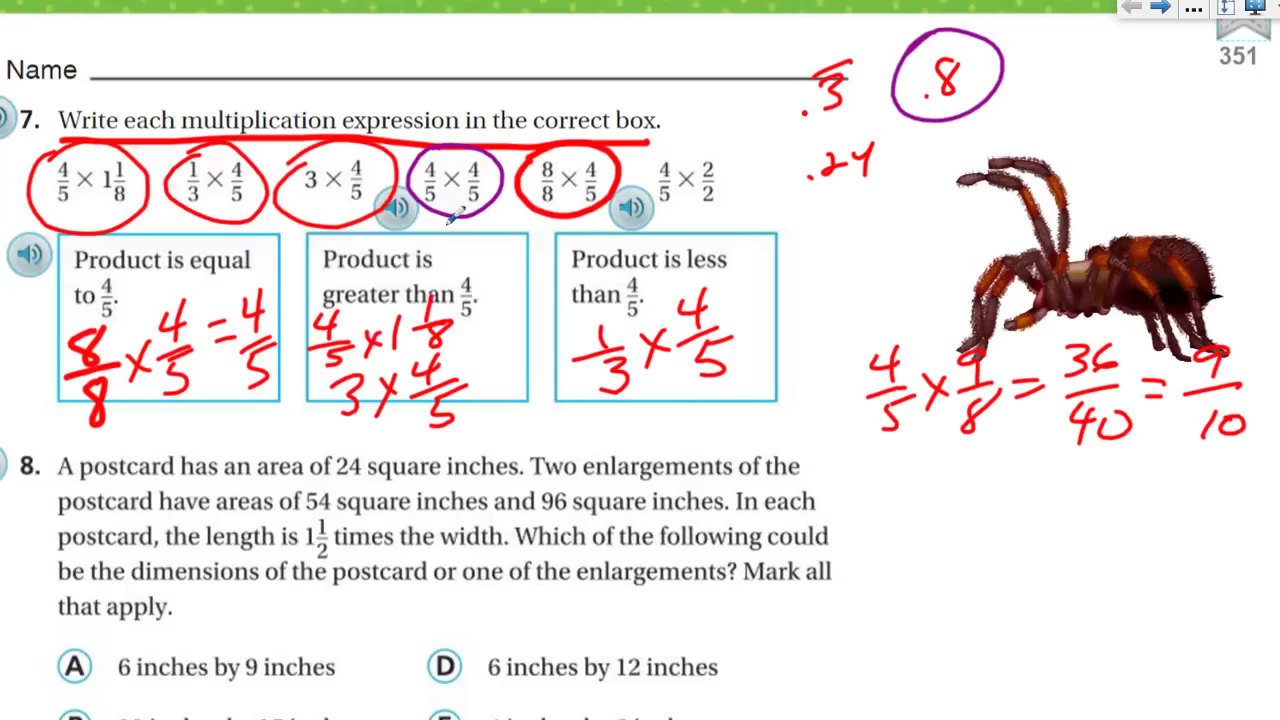 351
Name
.3̅
.8
7. Write each multiplication expression in the correct box.
.24
4/5 × 1 1/8   1/3 × 4/5   3 × 4/5   4/5 × 4/5   8/8 × 4/5   4/5 × 2/2
Product is equal to 4/5.
8/8 × 4/5 = 4/5
Product is greater than 4/5.
4/5 × 1 1/8
3 × 4/5
Product is less than 4/5.
1/3 × 4/5
4/5 × 9/8 = 36/40 = 9/10
8. A postcard has an area of 24 square inches. Two enlargements of the
postcard have areas of 54 square inches and 96 square inches. In each
postcard, the length is 1 1/2 times the width. Which of the following could
be the dimensions of the postcard or one of the enlargements? Mark all
that apply.
A 6 inches by 9 inches
D 6 inches by 12 inches